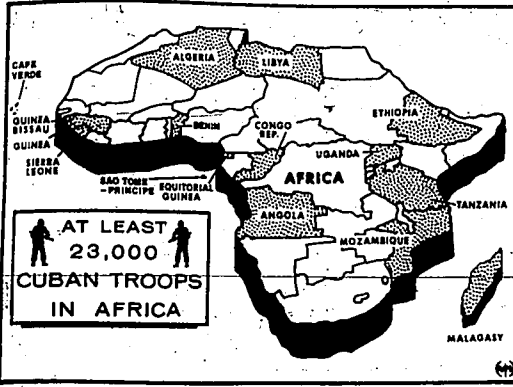 CAPE
VERDE
ALGERIA
LIBYA
GUINEA
BISSAU
GUINEA
SIERRA
LEONE
BENIN
CONGO
REP.
ETHIOPIA
UGANDA
AFRICA
SAO TOME
—PRINCIPE
EQUITORIAL
GUINEA
ANGOLA
TANZANIA
MOZAMBIQUE
MALAGASY
AT LEAST
23,000
CUBAN TROOPS
IN AFRICA